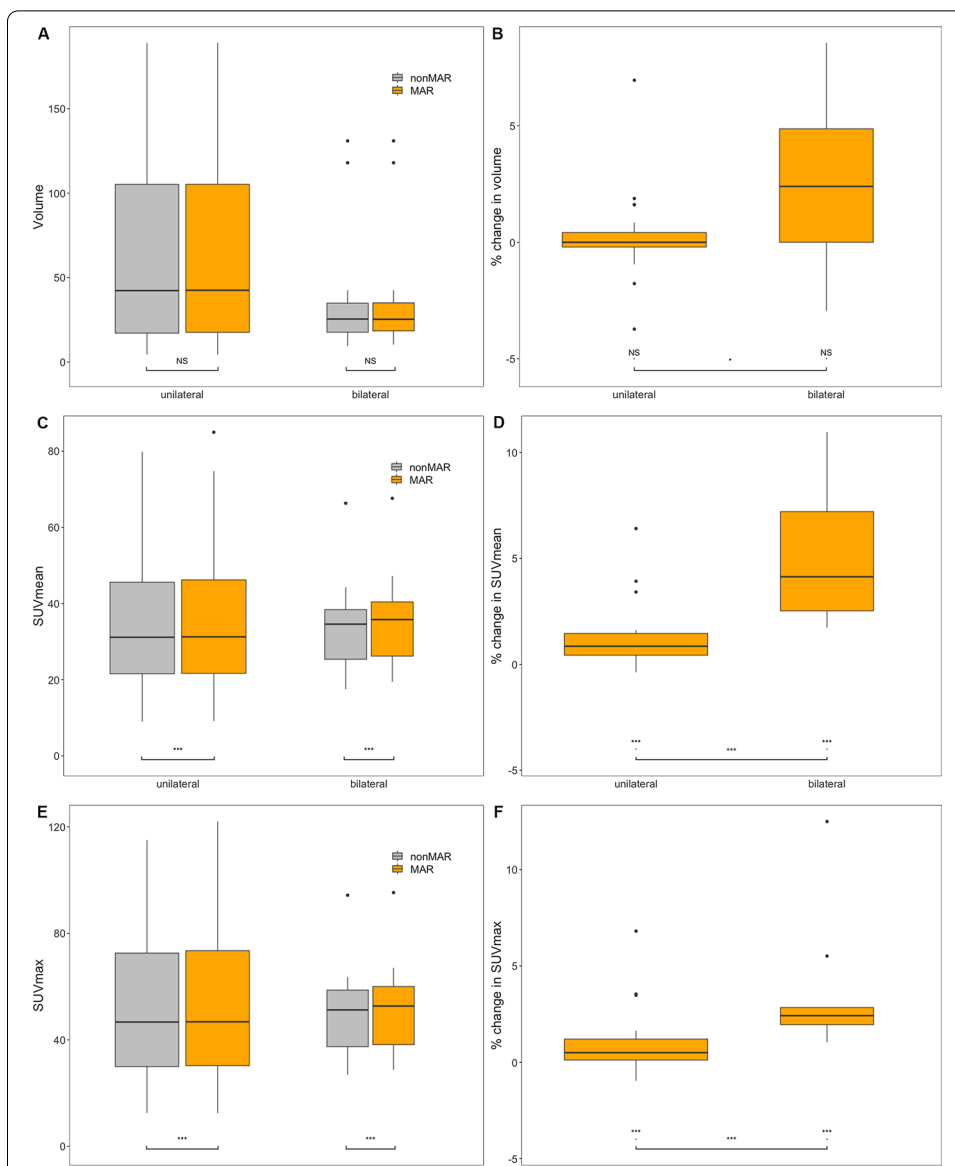 A
nonMAR
MAR
Volume
150
100
50
0
NS
NS
unilateral
bilateral
B
% change in volume
5
0
-5
NS
*
NS
unilateral
bilateral
C
nonMAR
MAR
SUVmean
80
60
40
20
0
***
***
unilateral
bilateral
D
% change in SUVmean
10
5
0
-5
***
***
***
unilateral
bilateral
E
nonMAR
MAR
SUVmax
120
80
40
0
***
***
F
% change in SUVmax
10
5
0
-5
***
***
***